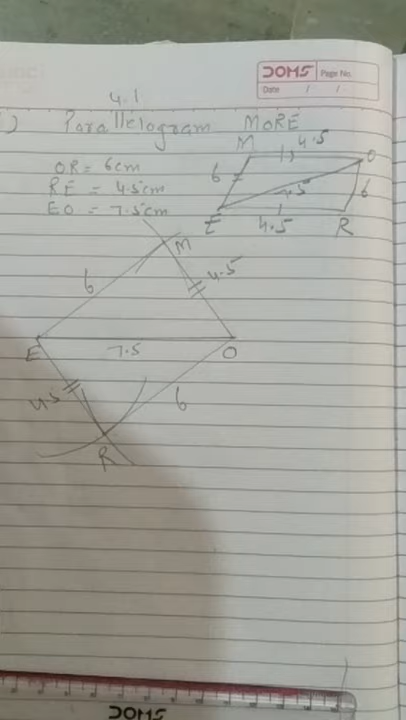 DOMS Page No.
Date / /
4.1
) Parallelogram MORE
OR = 6cm
RE = 4.5cm
EO = 7.5cm
M 4.5 O
6 7.5 6
E 4.5 R
M
6 4.5
E 7.5 O
4.5 6
R
DOMS